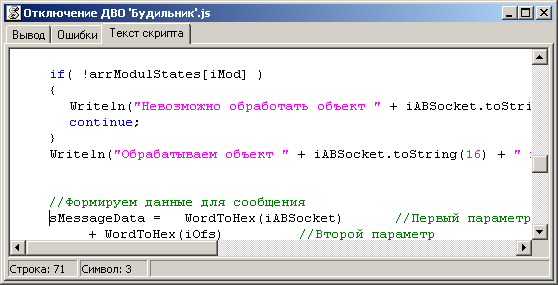 Отключение ДВО 'Будильник'.js
Вывод Ошибки Текст скрипта
if( !arrModulStates[iMod] )
{
Writeln("Невозможно обработать объект " + iABSocket.toStri
continue;
}
Writeln("Обрабатываем объект " + iABSocket.toString(16) + "
//Формируем данные для сообщения
sMessageData = WordToHex(iABSocket) //Первый параметр
+ WordToHex(iOfs) //Второй параметр
Строка: 71 Символ: 3